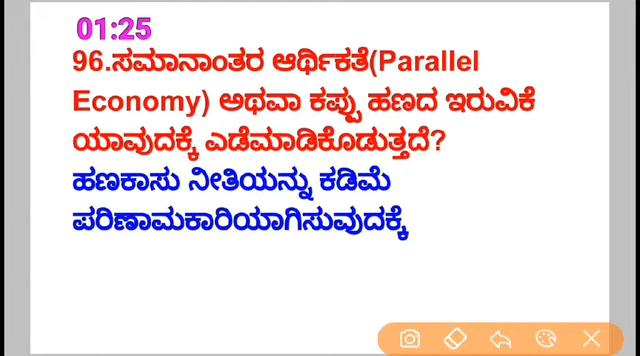 01:25
96.ಸಮಾನಾಂತರ ಆರ್ಥಿಕತೆ(Parallel
Economy) ಅಥವಾ ಕಪ್ಪು ಹಣದ ಇರುವಿಕೆ
ಯಾವುದಕ್ಕೆ ಎಡೆಮಾಡಿಕೊಡುತ್ತದೆ?
ಹಣಕಾಸು ನೀತಿಯನ್ನು ಕಡಿಮೆ
ಪರಿಣಾಮಕಾರಿಯಾಗಿಸುವುದಕ್ಕೆ